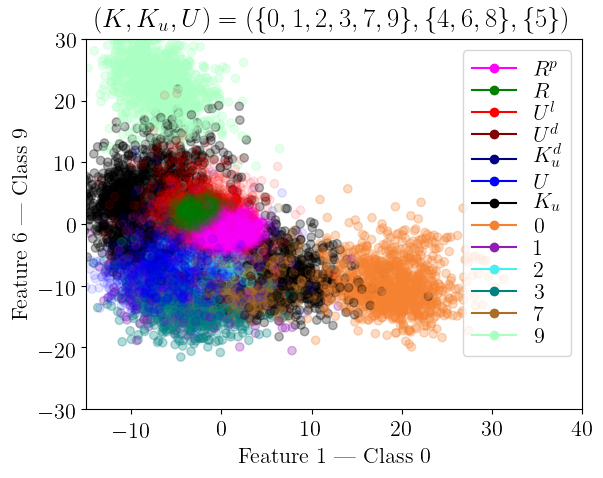 (K, K_u, U) = ({0, 1, 2, 3, 7, 9}, {4, 6, 8}, {5})
30
20
10
0
−10
−20
−30
Feature 6 — Class 9
R^p
R
U^l
U^d
K_u^d
U
K_u
0
1
2
3
7
9
−10
0
10
20
30
40
Feature 1 — Class 0